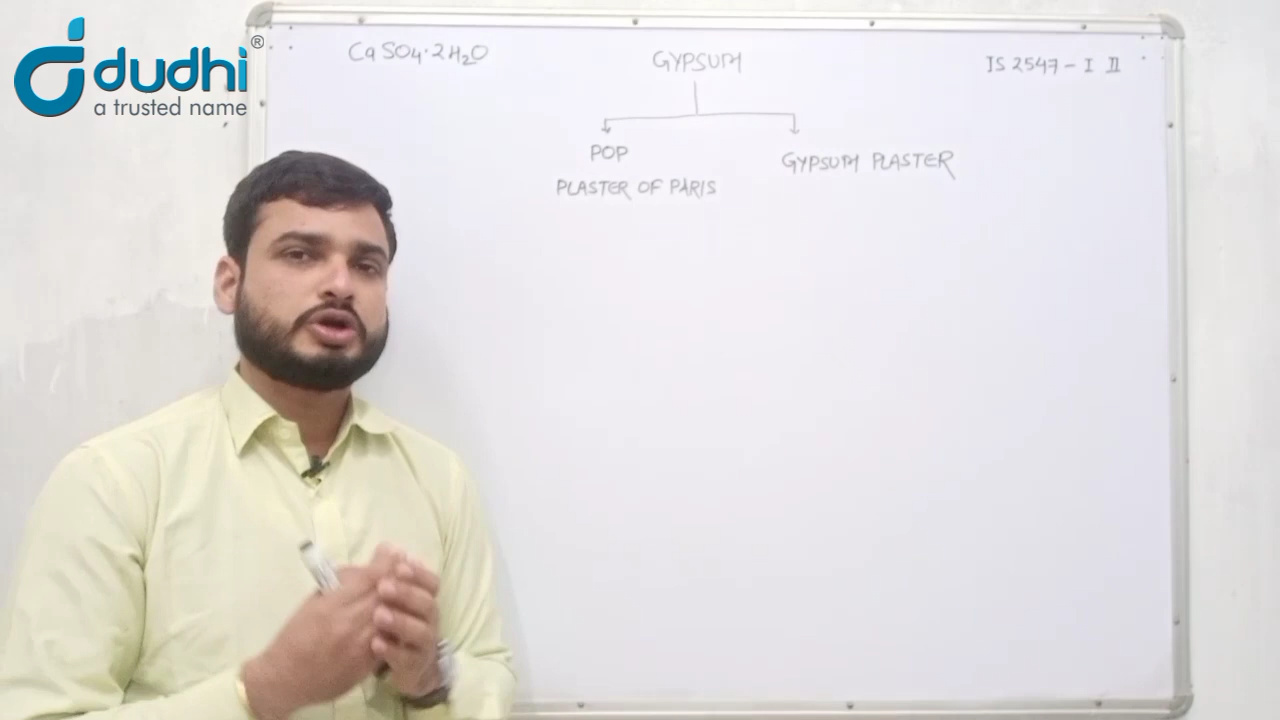 dudhi®
a trusted name
CaSO4·2H2O
GYPSUM
IS 2547 - I II
POP
PLASTER OF PARIS
GYPSUM PLASTER